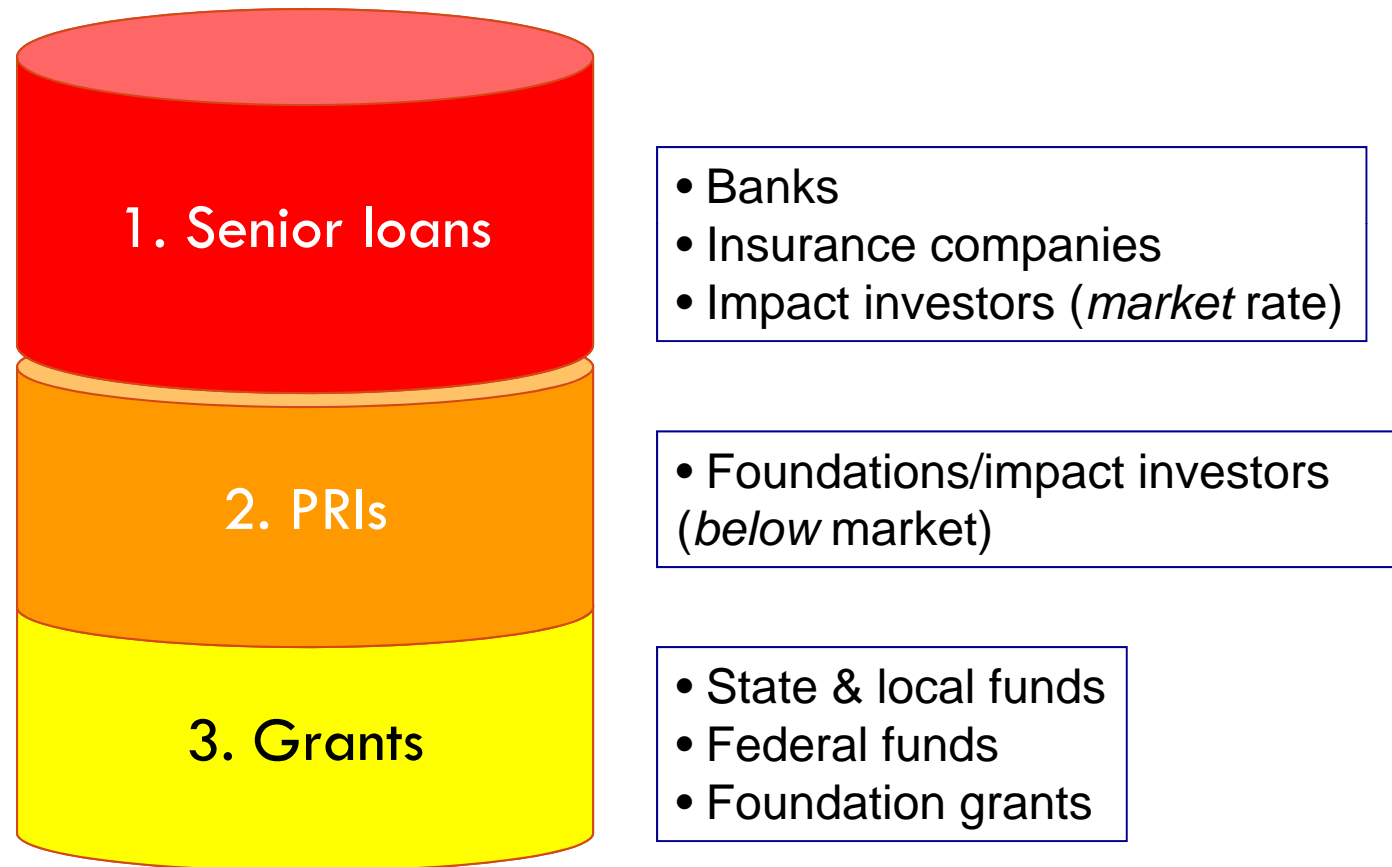 1. Senior loans
• Banks
• Insurance companies
• Impact investors (market rate)
2. PRIs
• Foundations/impact investors
(below market)
3. Grants
• State & local funds
• Federal funds
• Foundation grants